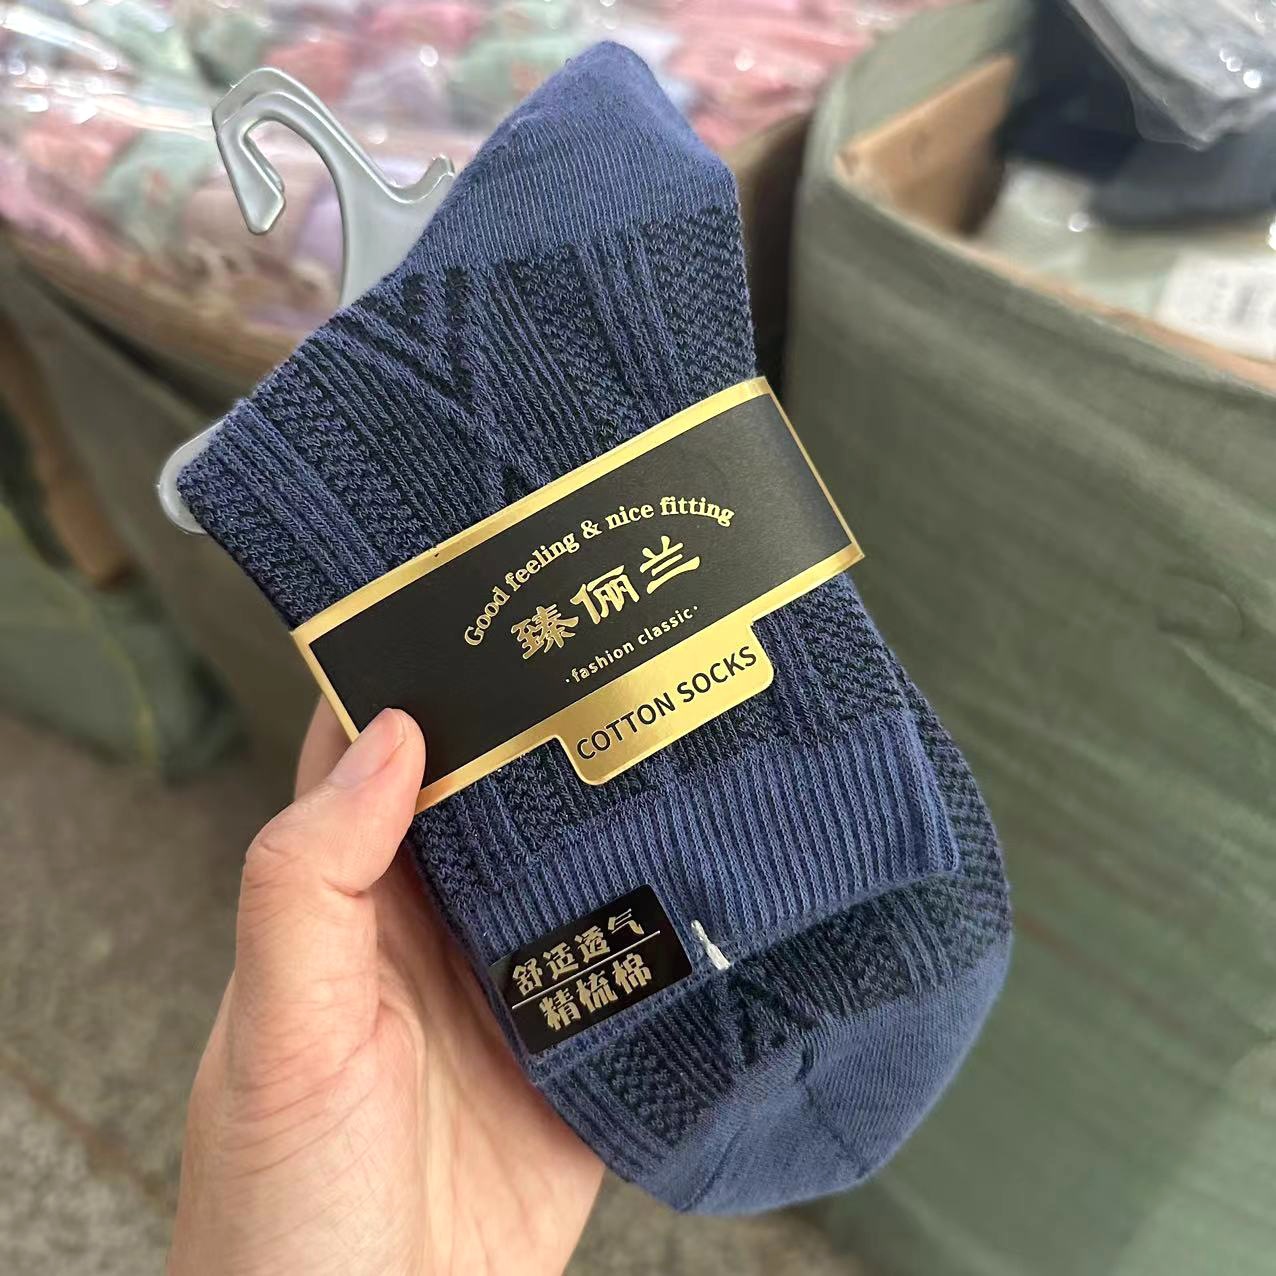 Good feeling & nice fitting
臻俪兰
·fashion classic·
COTTON SOCKS
舒适透气
精梳棉